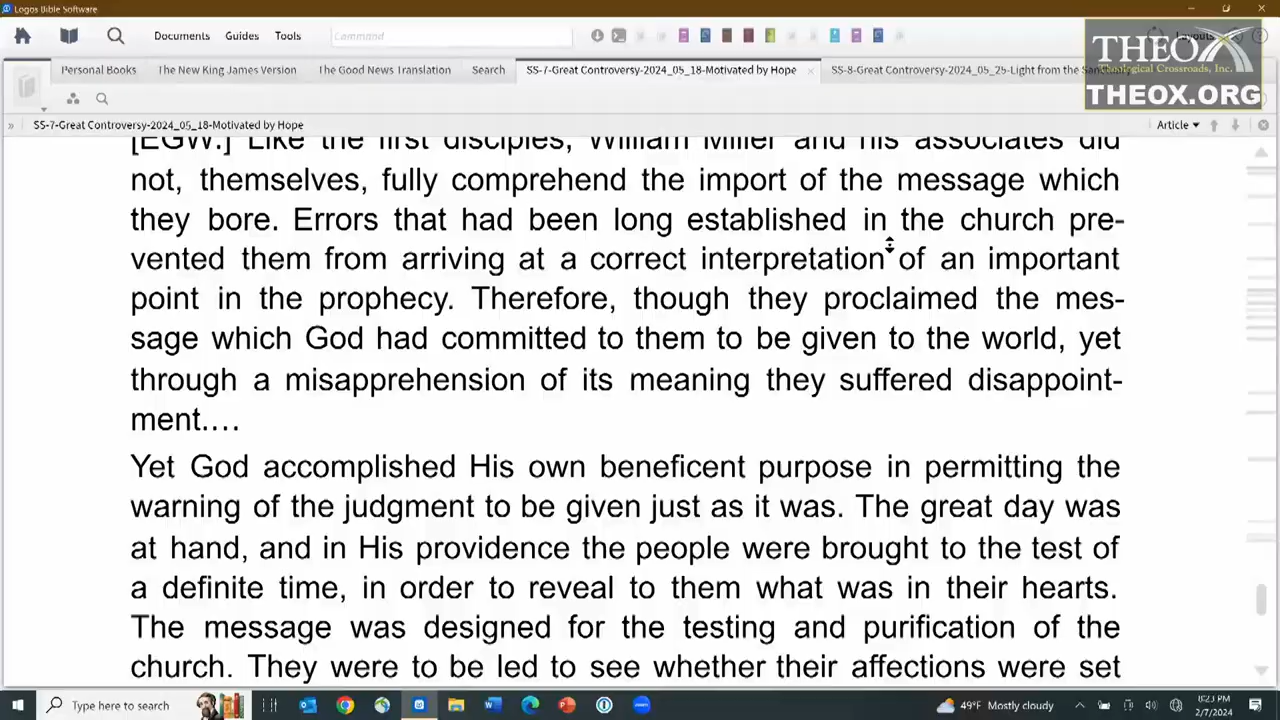 Logos Bible Software
Documents Guides Tools Command
THEOX
Theological Crossroads, Inc.
THEOX.ORG
Personal Books The New King James Version The Good News Search SS-7-Great Controversy-2024_05_18-Motivated by Hope SS-8-Great Controversy-2024_05_25-Light from the
SS-7-Great Controversy-2024_05_18-Motivated by Hope Article
[EGW.] Like the first disciples, William Miller and his associates did
not, themselves, fully comprehend the import of the message which
they bore. Errors that had been long established in the church pre-
vented them from arriving at a correct interpretation of an important
point in the prophecy. Therefore, though they proclaimed the mes-
sage which God had committed to them to be given to the world, yet
through a misapprehension of its meaning they suffered disappoint-
ment....
Yet God accomplished His own beneficent purpose in permitting the
warning of the judgment to be given just as it was. The great day was
at hand, and in His providence the people were brought to the test of
a definite time, in order to reveal to them what was in their hearts.
The message was designed for the testing and purification of the
church. They were to be led to see whether their affections were set
Type here to search
49°F Mostly cloudy
8:23 PM
2/7/2024